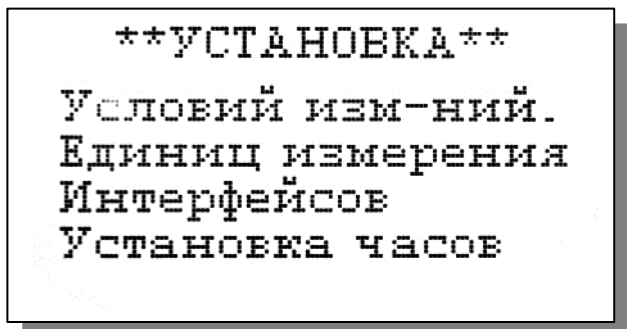 **УСТАНОВКА**
Условий изм-ний.
Единиц измерения
Интерфейсов
Установка часов